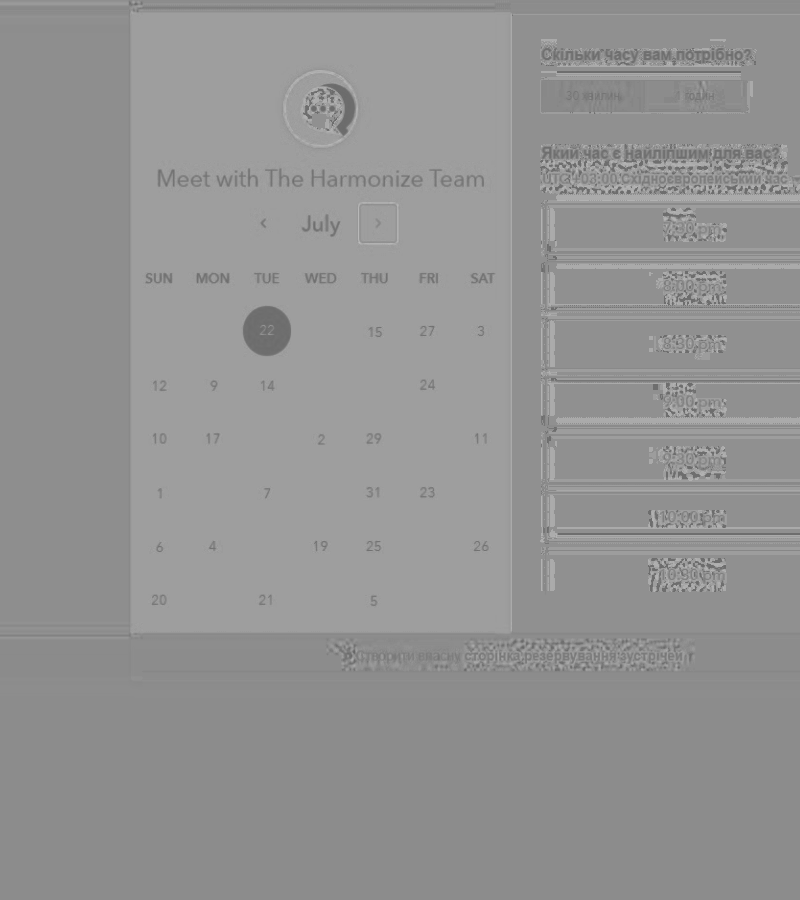 Meet with The Harmonize Team
July
SUN MON TUE WED THU FRI SAT
22 15 27 3
12 9 14 24
10 17 2 29 11
1 7 31 23
6 4 19 25 26
20 21 5
Скільки часу вам потрібно?
30 хвилин годин
Який час є найліпшим для вас?
UTC +03:00 Східноєвропейський час
7:30 pm
8:00 pm
8:30 pm
9:00 pm
9:30 pm
10:00 pm
10:30 pm
Створити власну сторінка резервування зустрічей